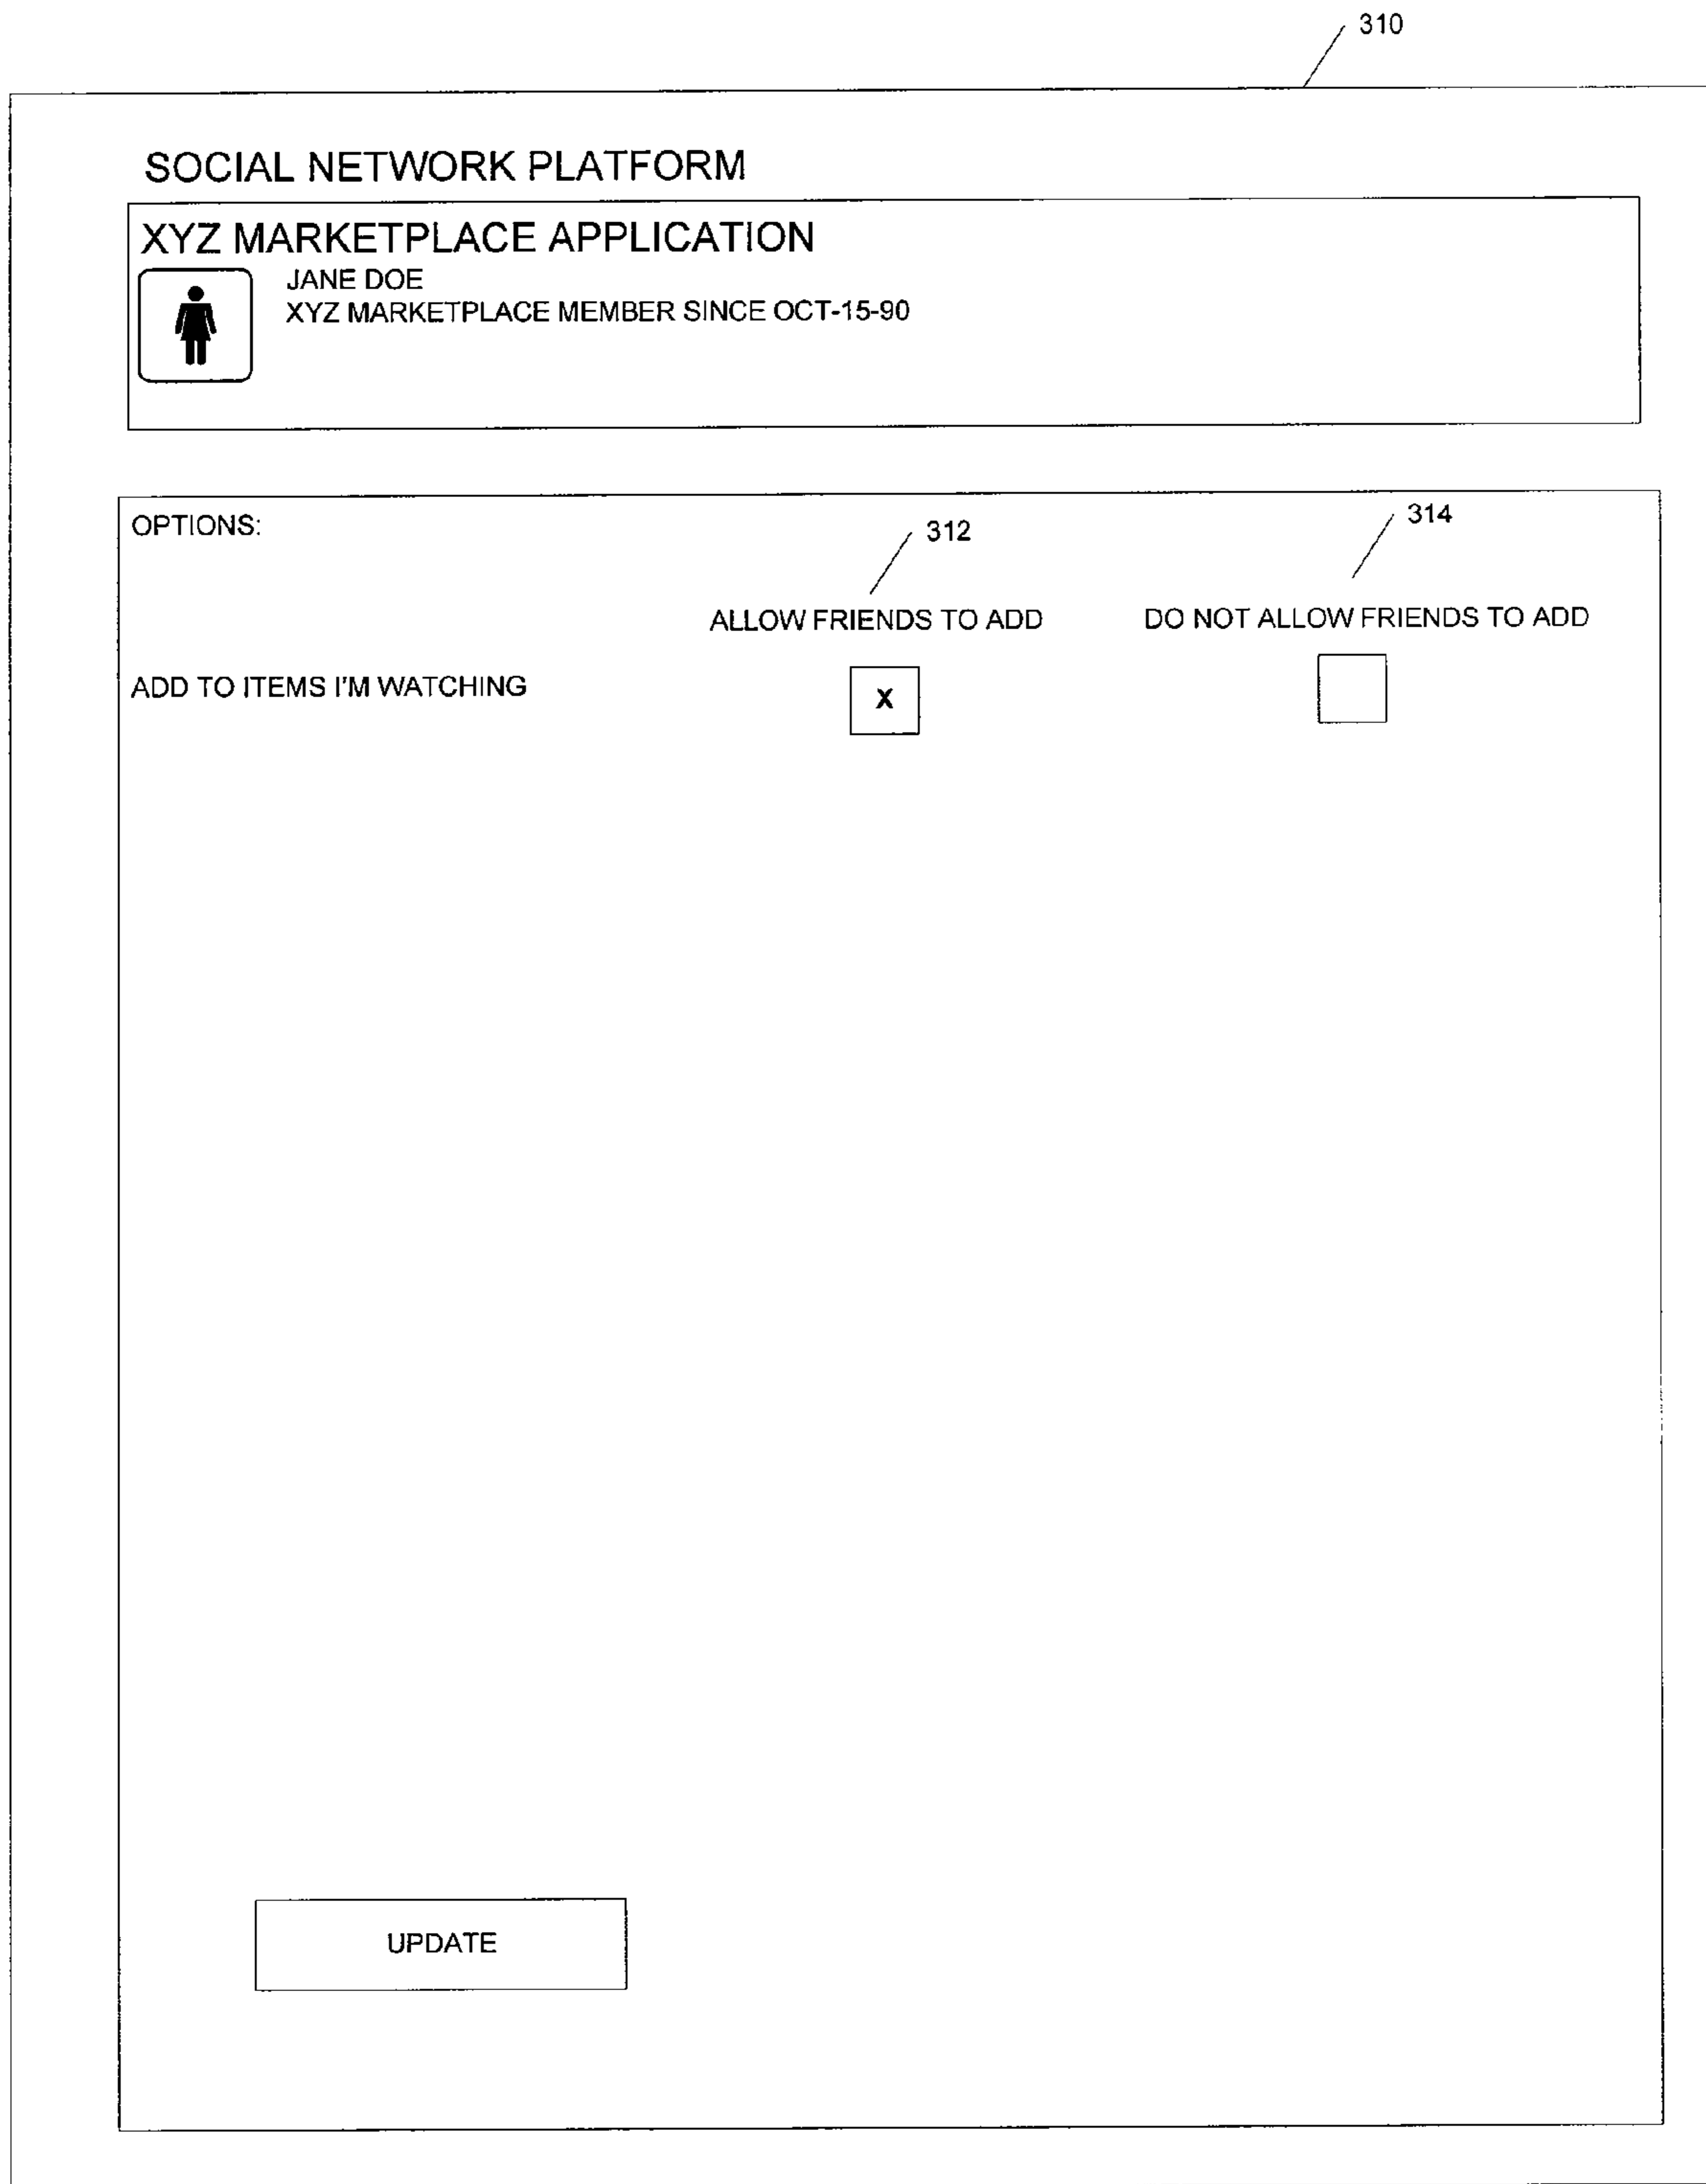 310
SOCIAL NETWORK PLATFORM
XYZ MARKETPLACE APPLICATION
JANE DOE
XYZ MARKETPLACE MEMBER SINCE OCT-15-90
OPTIONS:
312
314
ALLOW FRIENDS TO ADD
DO NOT ALLOW FRIENDS TO ADD
ADD TO ITEMS I'M WATCHING
X
UPDATE